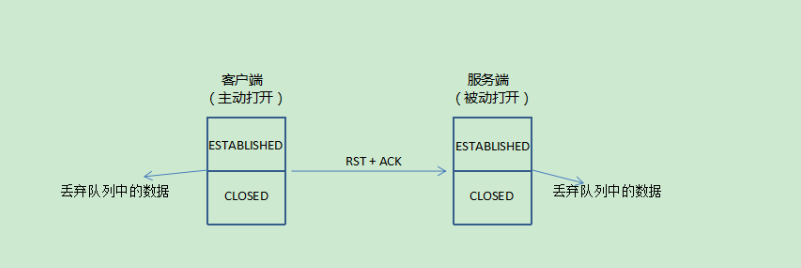 客户端
（主动打开）
服务端
（被动打开）
ESTABLISHED
RST + ACK
ESTABLISHED
丢弃队列中的数据
CLOSED
CLOSED
丢弃队列中的数据